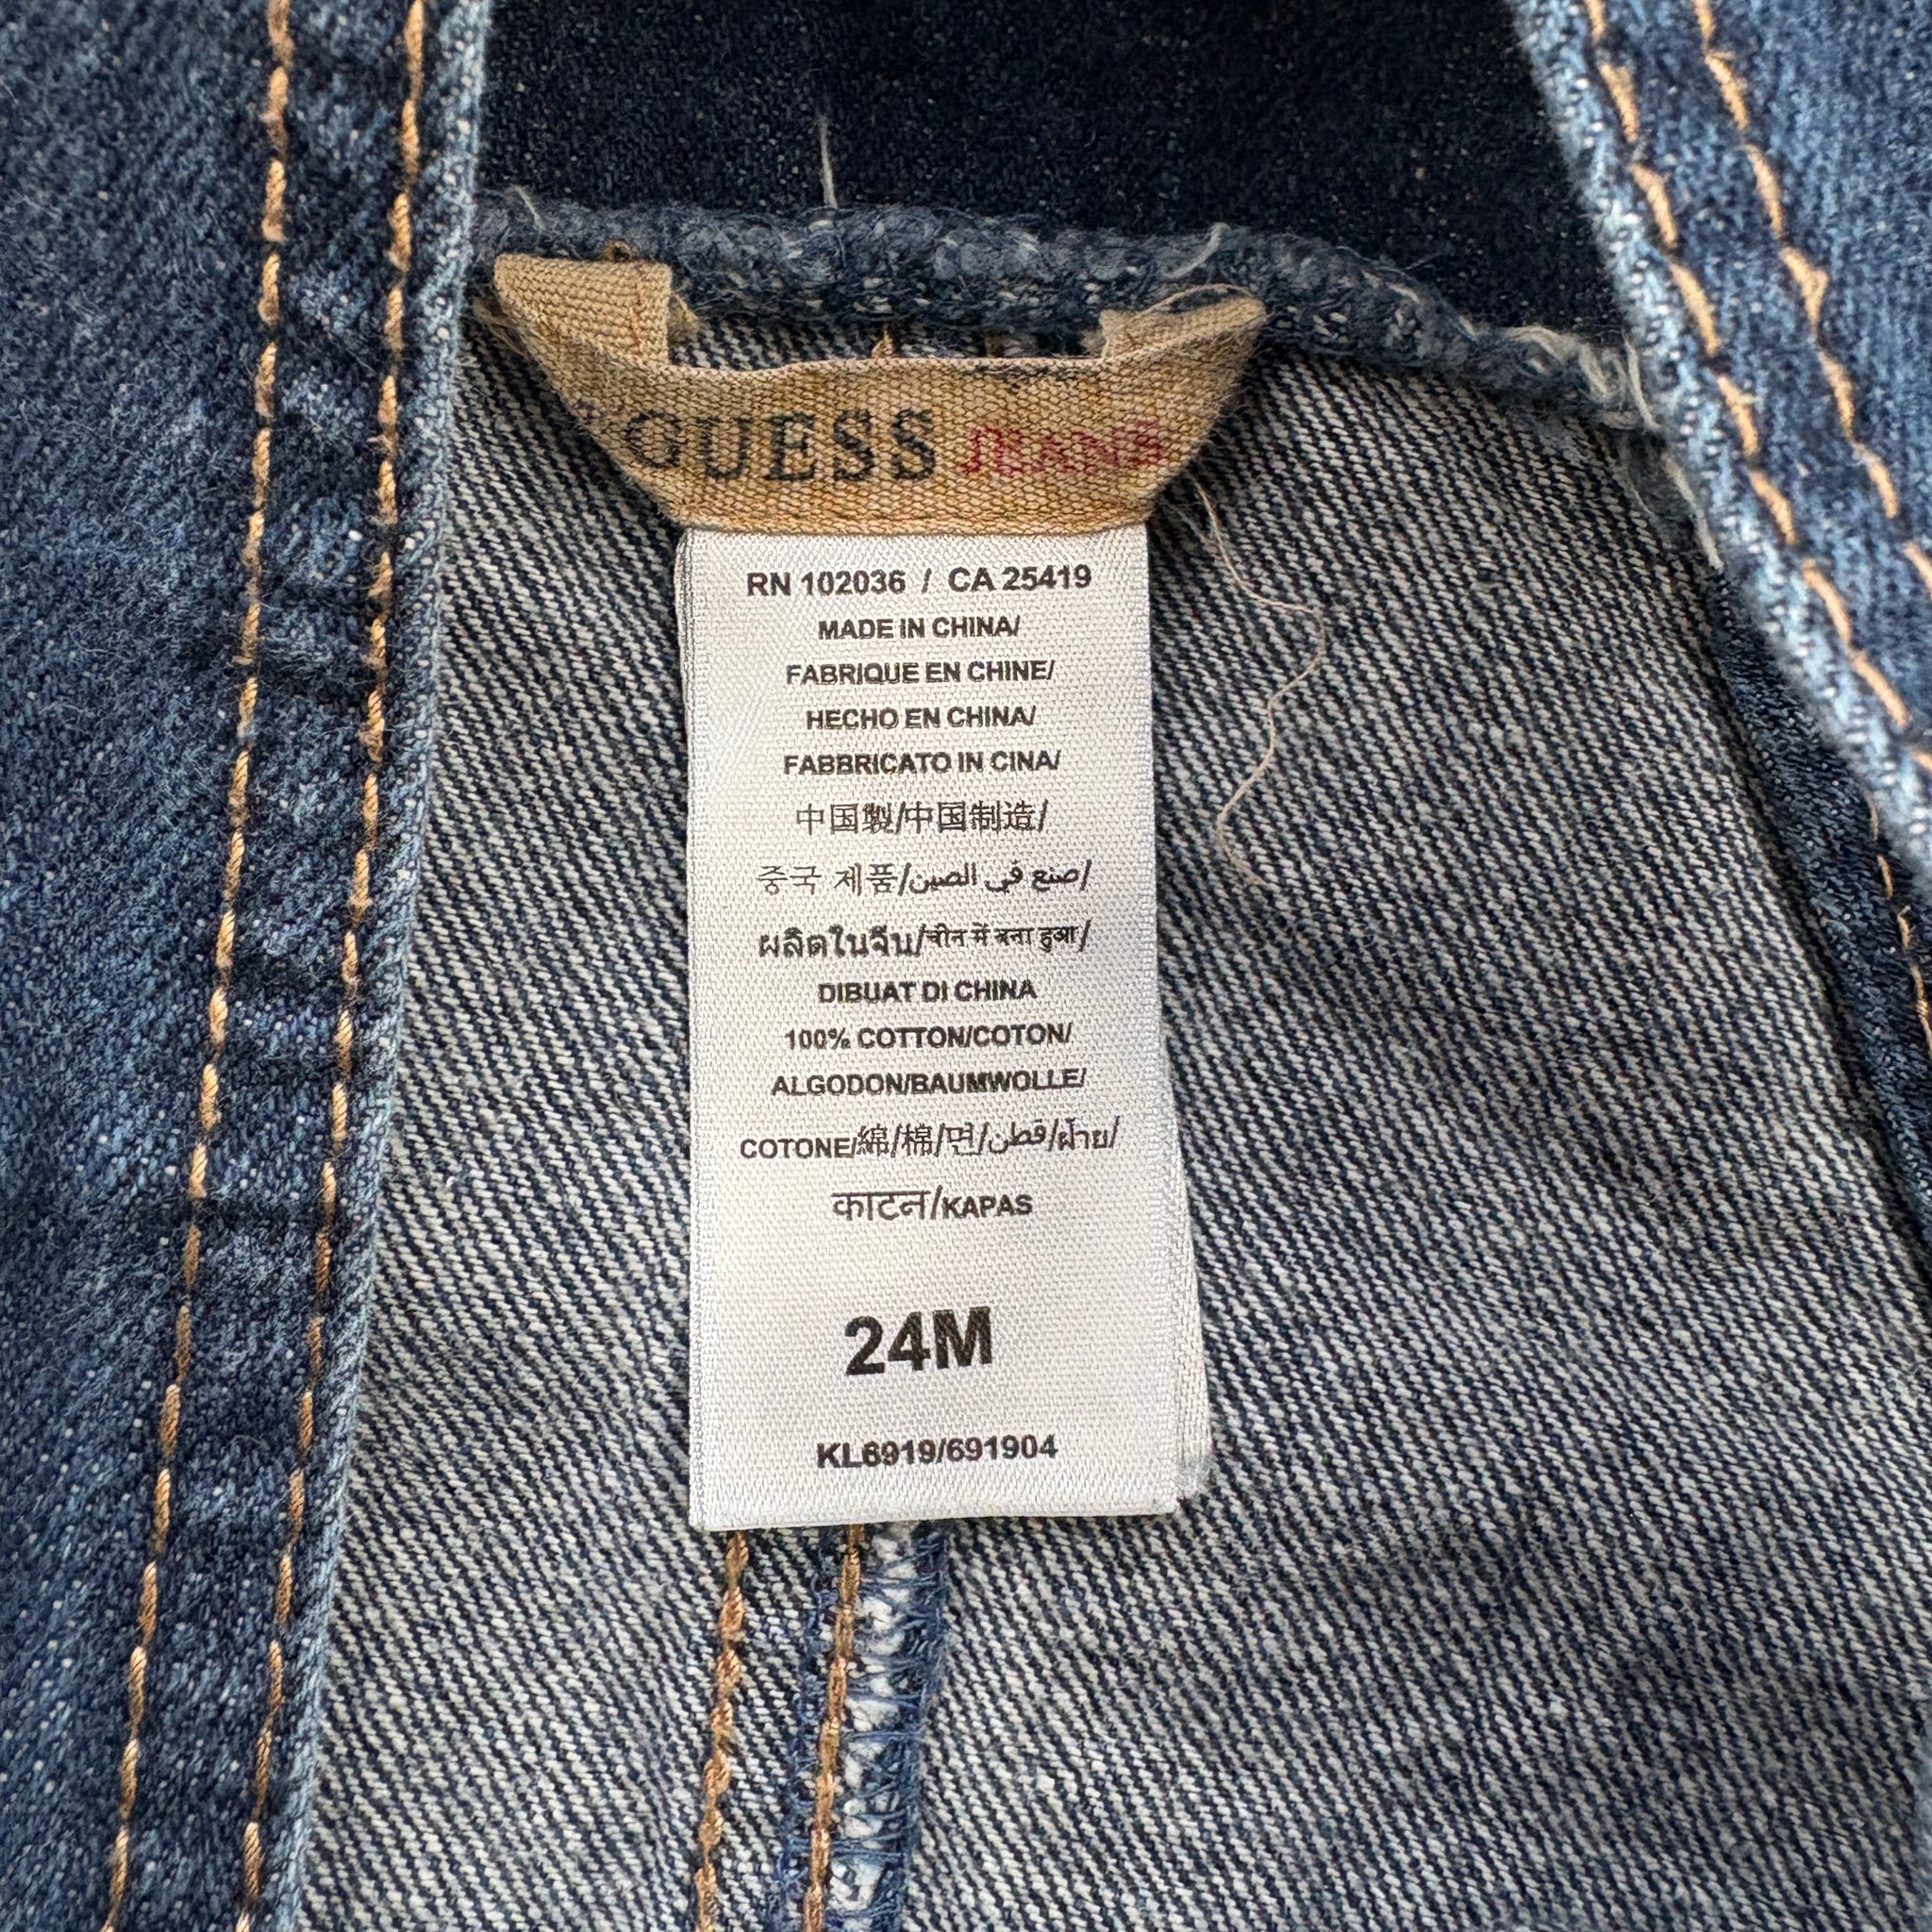 GUESS JEANS
RN 102036 / CA 25419
MADE IN CHINA/
FABRIQUE EN CHINE/
HECHO EN CHINA/
FABBRICATO IN CINA/
中国製/中国制造/
중국 제품/صنع في الصين/
ผลิตในจีน/चीन में बना हुआ/
DIBUAT DI CHINA
100% COTTON/COTON/
ALGODON/BAUMWOLLE/
COTONE/綿/棉/면/قطن/ฝ้าย/
काटन/KAPAS
24M
KL6919/691904